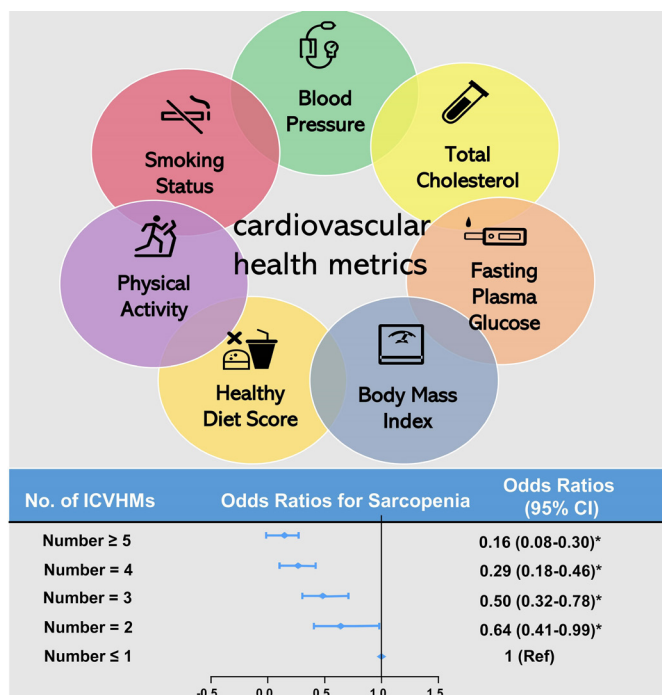 Blood
Pressure
Smoking
Status
Total
Cholesterol
cardiovascular
health metrics
Physical
Activity
Fasting
Plasma
Glucose
Healthy
Diet Score
Body Mass
Index
No. of ICVHMs
Odds Ratios for Sarcopenia
Odds Ratios
(95% CI)
Number ≥ 5
0.16 (0.08-0.30)*
Number = 4
0.29 (0.18-0.46)*
Number = 3
0.50 (0.32-0.78)*
Number = 2
0.64 (0.41-0.99)*
Number ≤ 1
1 (Ref)
-0.5 0.0 0.5 1.0 1.5